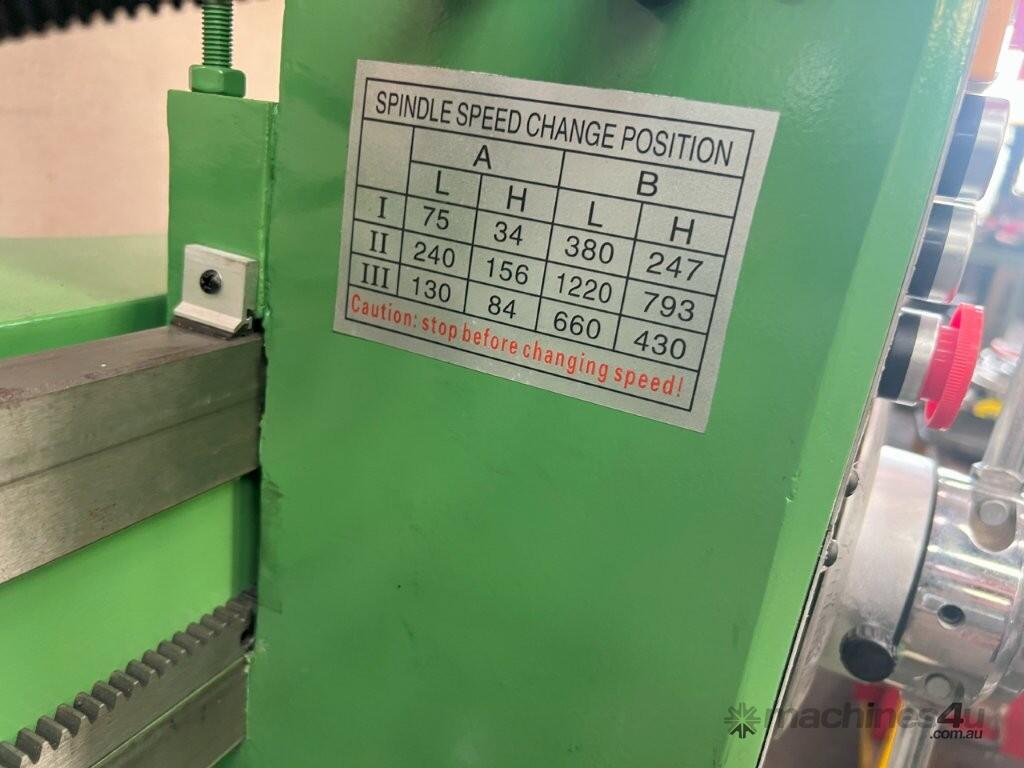 SPINDLE SPEED CHANGE POSITION
A B
L H L H
I 75 34 380 247
II 240 156 1220 793
III 130 84 660 430
Caution: stop before changing speed!
machines4u
.com.au